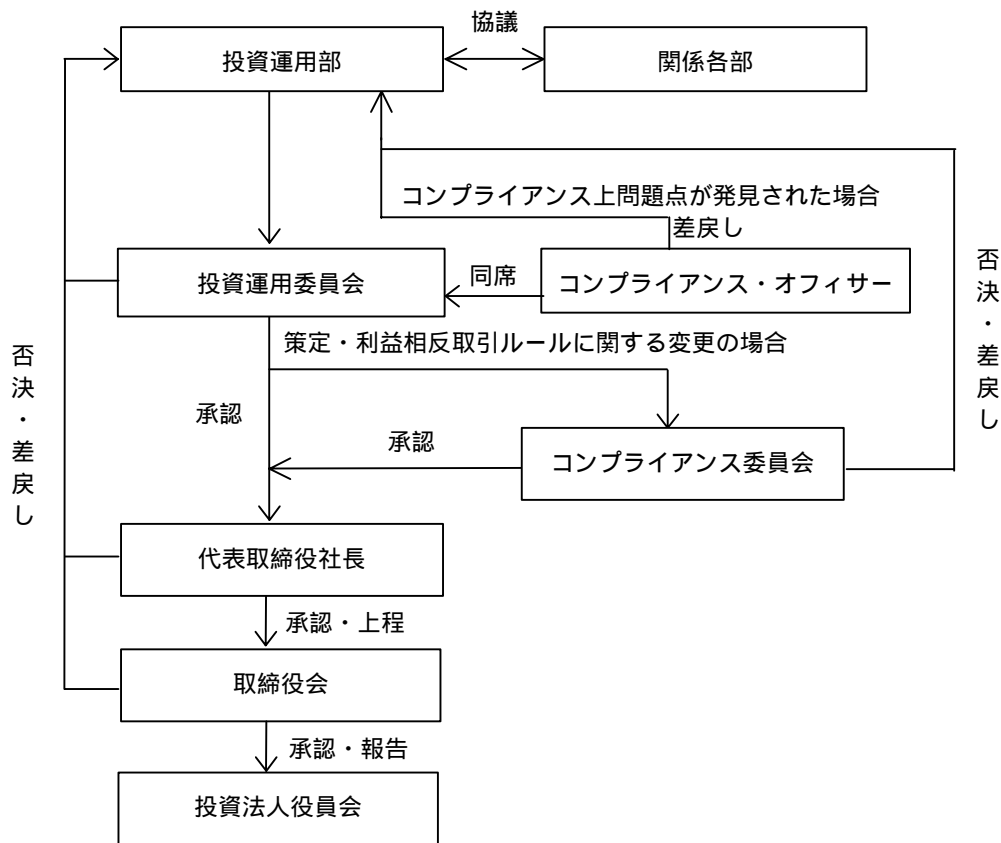 協議
投資運用部
関係各部
コンプライアンス上問題点が発見された場合
差戻し
投資運用委員会
同席
コンプライアンス・オフィサー
否決・差戻し
策定・利益相反取引ルールに関する変更の場合
否決・差戻し
承認
承認
コンプライアンス委員会
代表取締役社長
承認・上程
取締役会
承認・報告
投資法人役員会